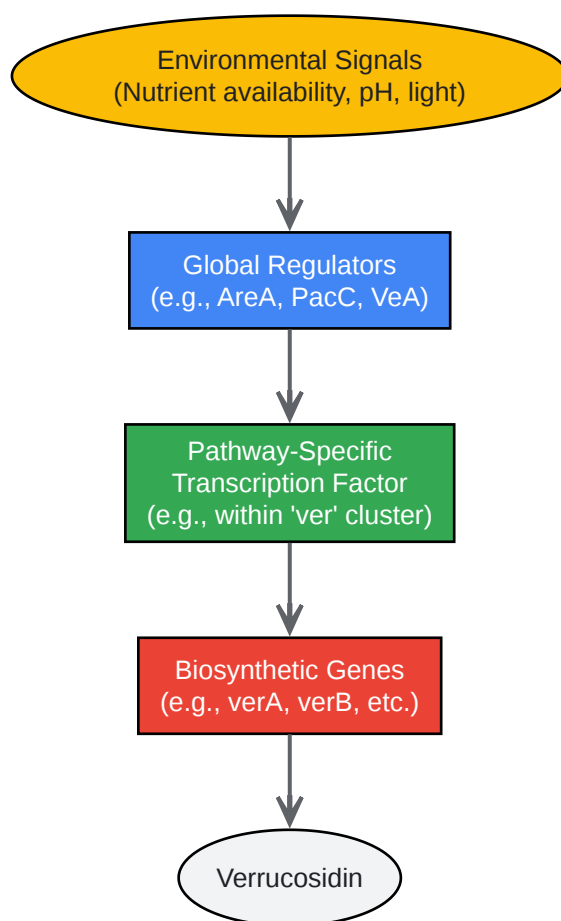 Environmental Signals
(Nutrient availability, pH, light)
Global Regulators
(e.g., AreA, PacC, VeA)
Pathway-Specific
Transcription Factor
(e.g., within 'ver' cluster)
Biosynthetic Genes
(e.g., verA, verB, etc.)
Verrucosidin